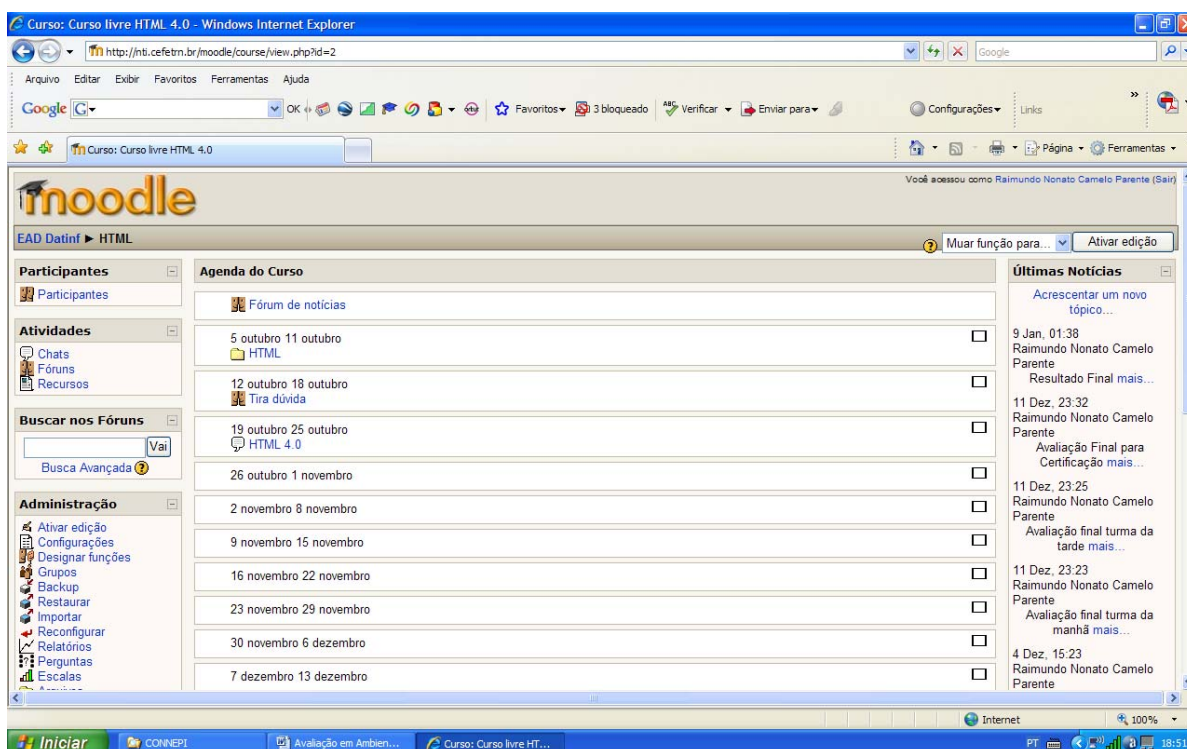 Curso: Curso livre HTML 4.0 - Windows Internet Explorer
http://nti.cefetrn.br/moodle/course/view.php?id=2
Google
Arquivo Editar Exibir Favoritos Ferramentas Ajuda
Google G OK Favoritos 3 bloqueado ABC Verificar Enviar para Configurações Links »
Curso: Curso livre HTML 4.0
Página Ferramentas
moodle
Você acessou como Raimundo Nonato Camelo Parente (Sair)
EAD Datinf ► HTML
Muar função para... Ativar edição
Participantes
Participantes
Atividades
Chats
Fóruns
Recursos
Buscar nos Fóruns
Vai
Busca Avançada ?
Administração
Ativar edição
Configurações
Designar funções
Grupos
Backup
Restaurar
Importar
Reconfigurar
Relatórios
Perguntas
Escalas
Agenda do Curso
Fórum de notícias
5 outubro 11 outubro
HTML
12 outubro 18 outubro
Tira dúvida
19 outubro 25 outubro
HTML 4.0
26 outubro 1 novembro
2 novembro 8 novembro
9 novembro 15 novembro
16 novembro 22 novembro
23 novembro 29 novembro
30 novembro 6 dezembro
7 dezembro 13 dezembro
Últimas Notícias
Acrescentar um novo
tópico...
9 Jan, 01:38
Raimundo Nonato Camelo
Parente
Resultado Final mais...
11 Dez, 23:32
Raimundo Nonato Camelo
Parente
Avaliação Final para
Certificação mais...
11 Dez, 23:25
Raimundo Nonato Camelo
Parente
Avaliação final turma da
tarde mais...
11 Dez, 23:23
Raimundo Nonato Camelo
Parente
Avaliação final turma da
manhã mais...
4 Dez, 15:23
Raimundo Nonato Camelo
Parente
Internet 100%
Iniciar CONNEPI Avaliação em Ambien... Curso: Curso livre HT... PT 18:51